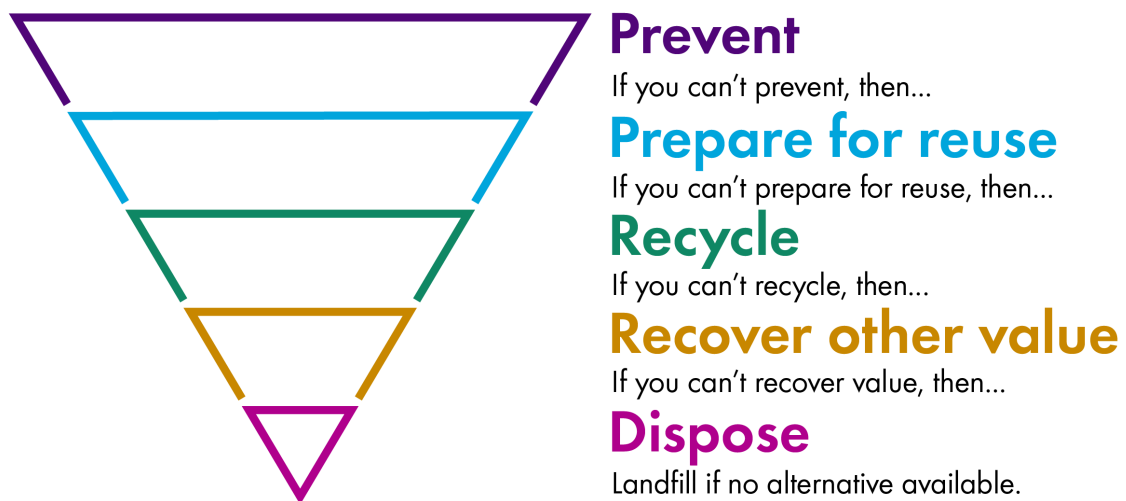 Prevent
If you can’t prevent, then...
Prepare for reuse
If you can’t prepare for reuse, then...
Recycle
If you can’t recycle, then...
Recover other value
If you can’t recover value, then...
Dispose
Landfill if no alternative available.